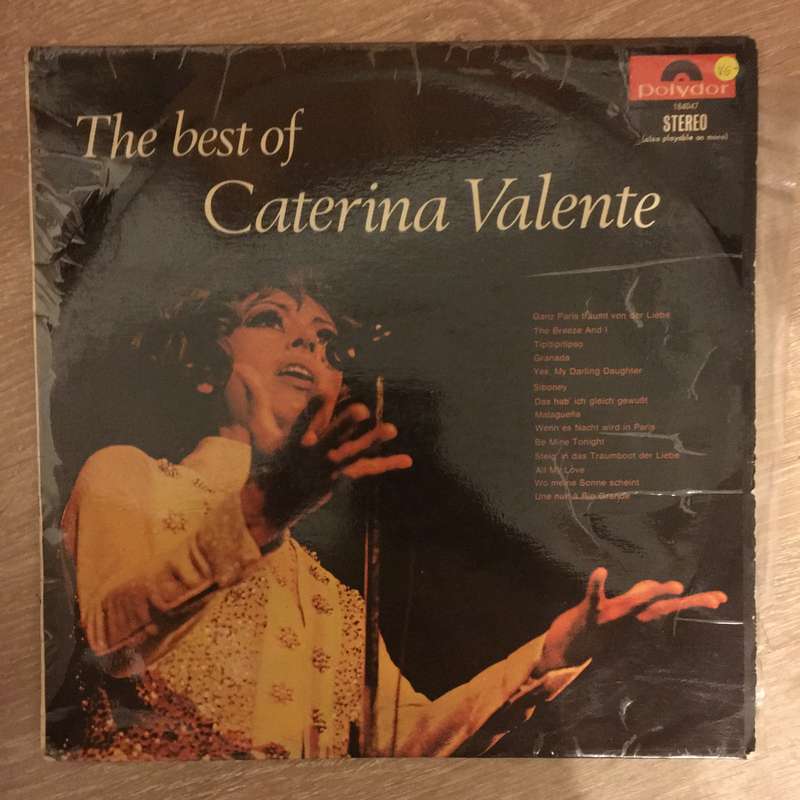 The best of
Caterina Valente
VG-
Polydor
184047
STEREO
(also playable on mono)
Ganz Paris träumt von der Liebe
The Breeze And I
Tipitipitipso
Granada
Yes, My Darling Daughter
Siboney
Das hab' ich gleich gewußt
Malagueña
Wenn es Nacht wird in Paris
Be Mine Tonight
Steig' in das Traumboot der Liebe
All My Love
Wo meine Sonne scheint
Une nuit à Rio Grande